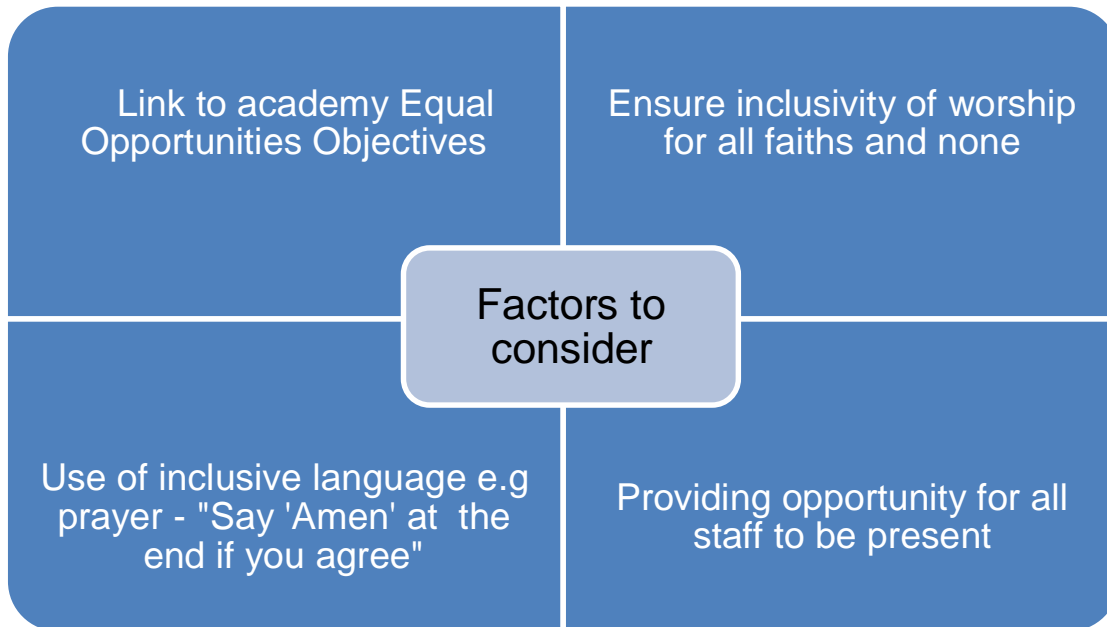 Link to academy Equal
Opportunities Objectives
Ensure inclusivity of worship
for all faiths and none
Factors to
consider
Use of inclusive language e.g
prayer - "Say 'Amen' at  the
end if you agree"
Providing opportunity for all
staff to be present